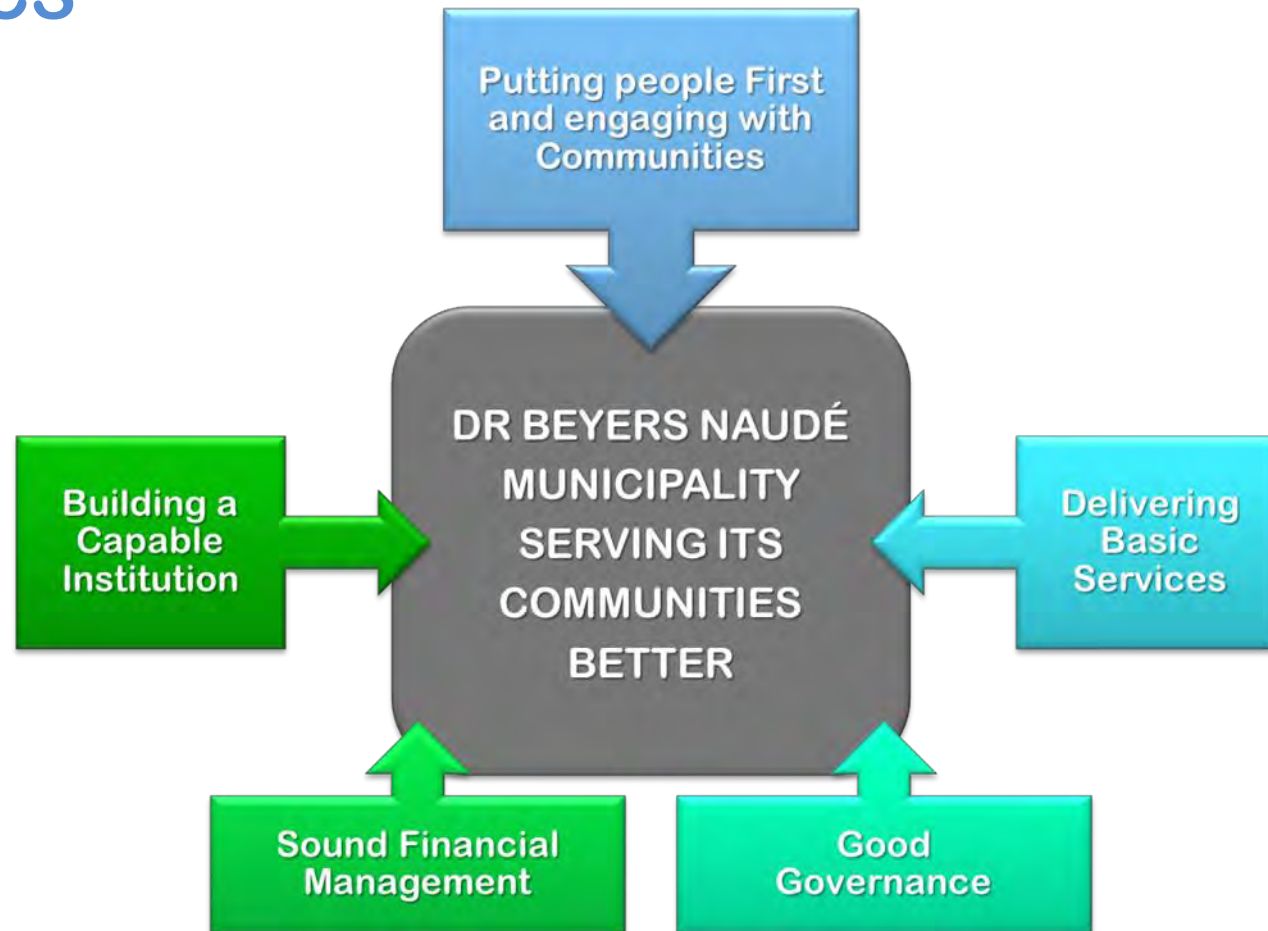 Putting people First
and engaging with
Communities
DR BEYERS NAUDÉ
MUNICIPALITY
SERVING ITS
COMMUNITIES
BETTER
Building a
Capable
Institution
Delivering
Basic
Services
Sound Financial
Management
Good
Governance